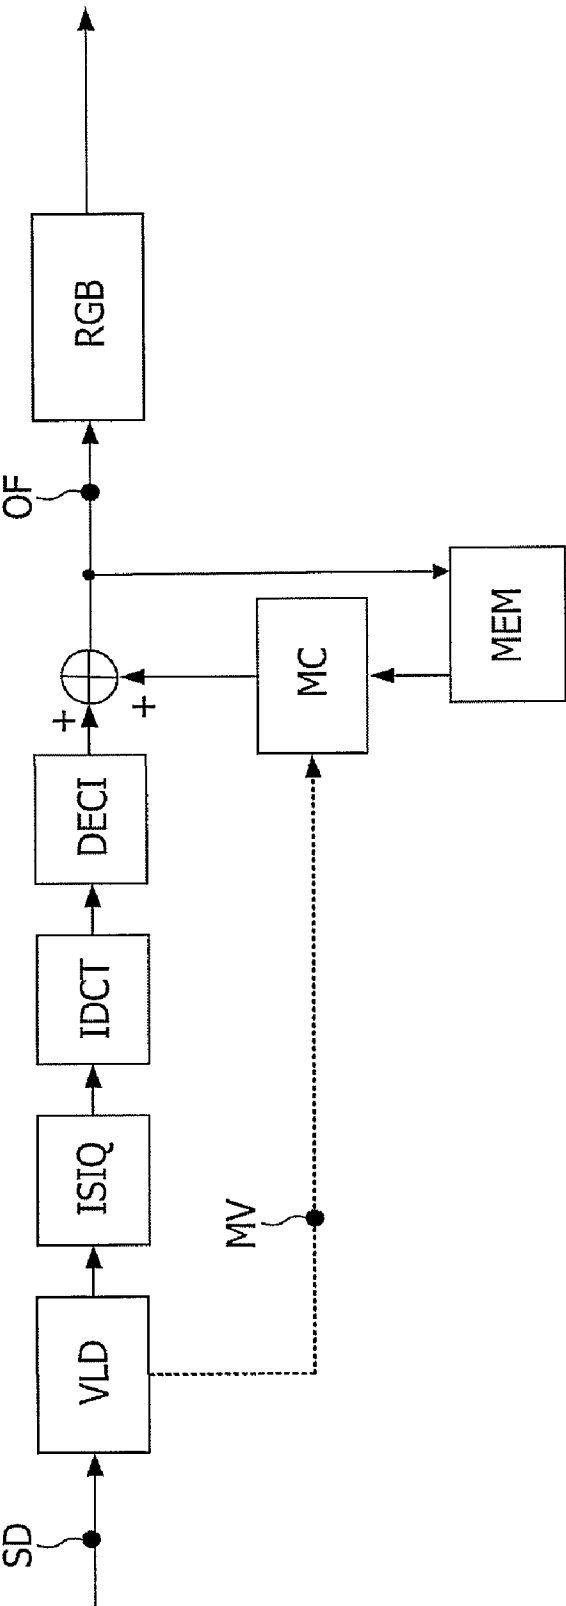 SD
VLD
ISIQ
IDCT
DECI
+
+
OF
RGB
MV
MC
MEM